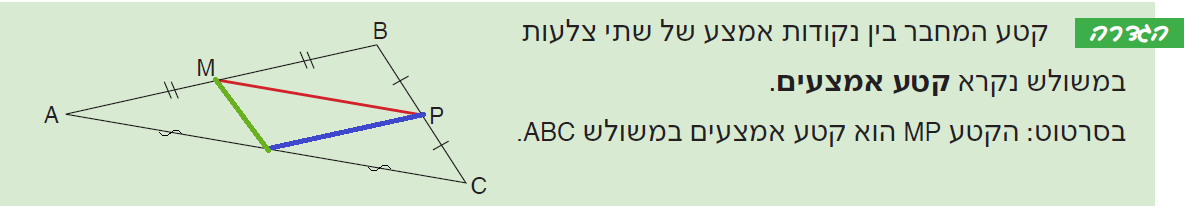 הגדרה קטע המחבר בין נקודות אמצע של שתי צלעות
במשולש נקרא קטע אמצעים.
בסרטוט: הקטע MP הוא קטע אמצעים במשולש ABC.
B
M
A
P
C